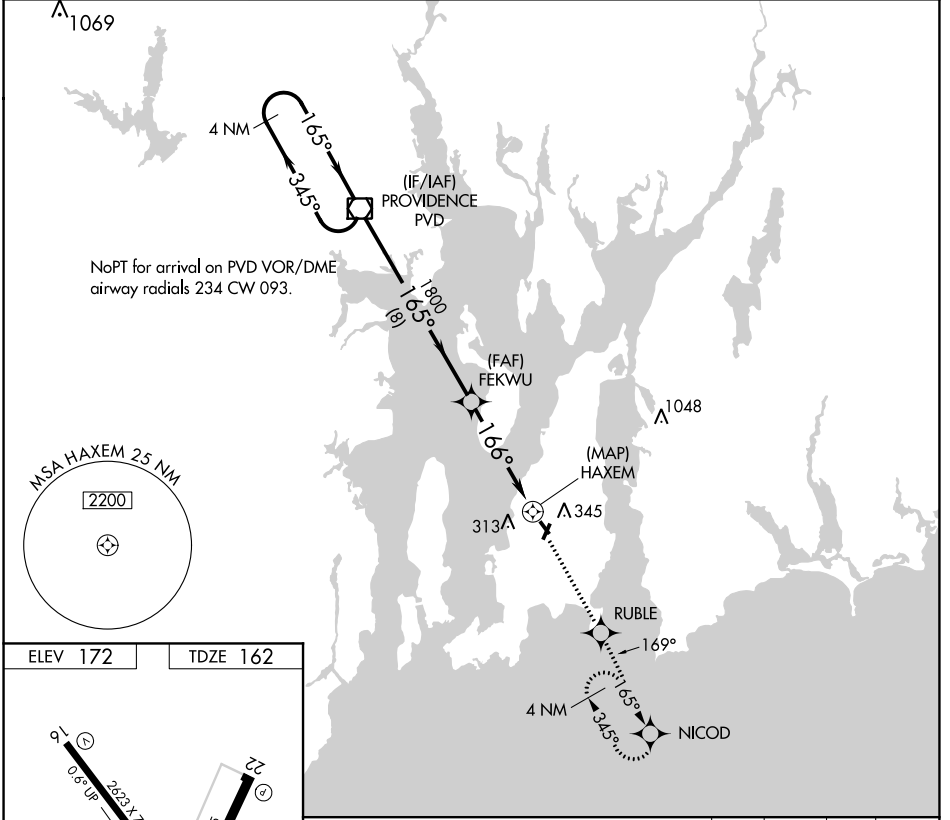 1069
4 NM
165°
345°
(IF/IAF)
PROVIDENCE
PVD
NoPT for arrival on PVD VOR/DME
airway radials 234 CW 093.
1800
165°
(8)
(FAF)
FEKWU
166°
1048
(MAP)
HAXEM
313
345
MSA HAXEM 25 NM
2200
RUBLE
169°
165°
4 NM
345°
NICOD
ELEV 172
TDZE 162
16
V
0.6° UP
2623 X
22
P